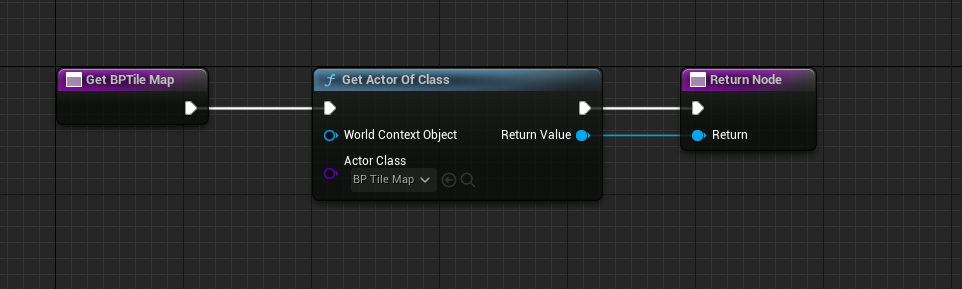 Get BPTile Map
f Get Actor Of Class
World Context Object
Return Value
Actor Class
BP Tile Map
Return Node
Return